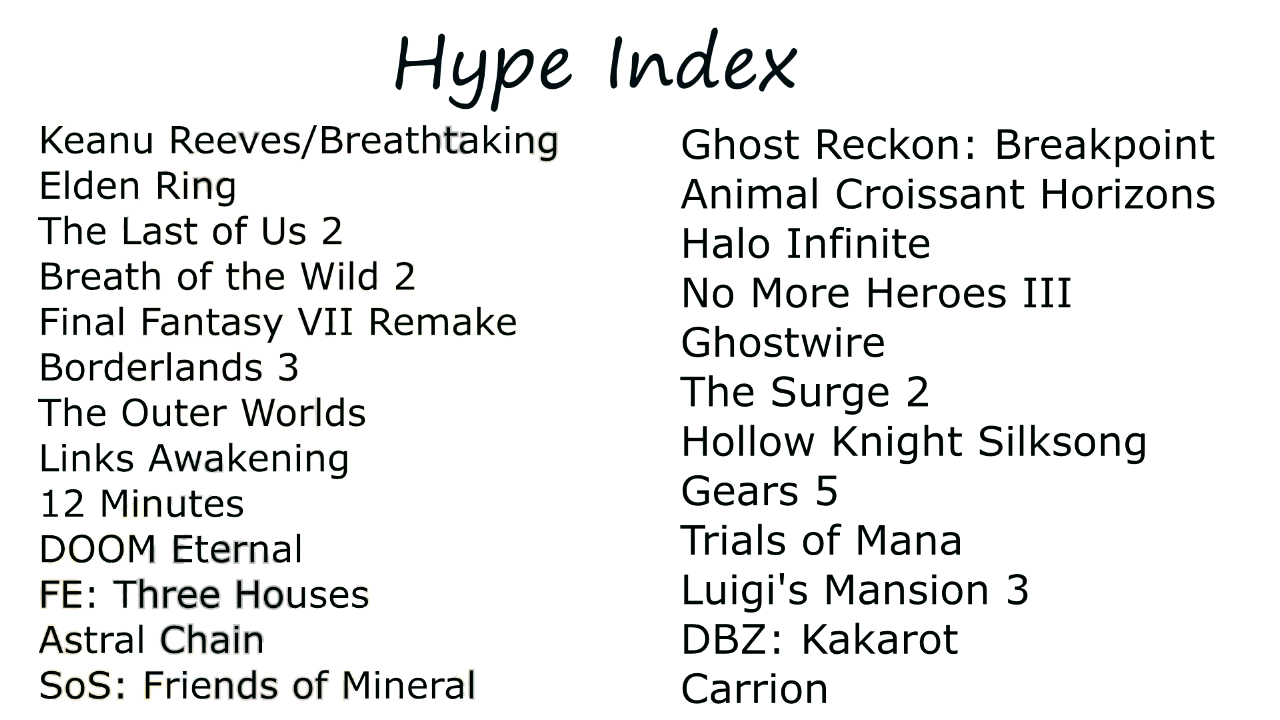 Hype Index
Keanu Reeves/Breathtaking
Elden Ring
The Last of Us 2
Breath of the Wild 2
Final Fantasy VII Remake
Borderlands 3
The Outer Worlds
Links Awakening
12 Minutes
DOOM Eternal
FE: Three Houses
Astral Chain
SoS: Friends of Mineral
Ghost Reckon: Breakpoint
Animal Croissant Horizons
Halo Infinite
No More Heroes III
Ghostwire
The Surge 2
Hollow Knight Silksong
Gears 5
Trials of Mana
Luigi's Mansion 3
DBZ: Kakarot
Carrion